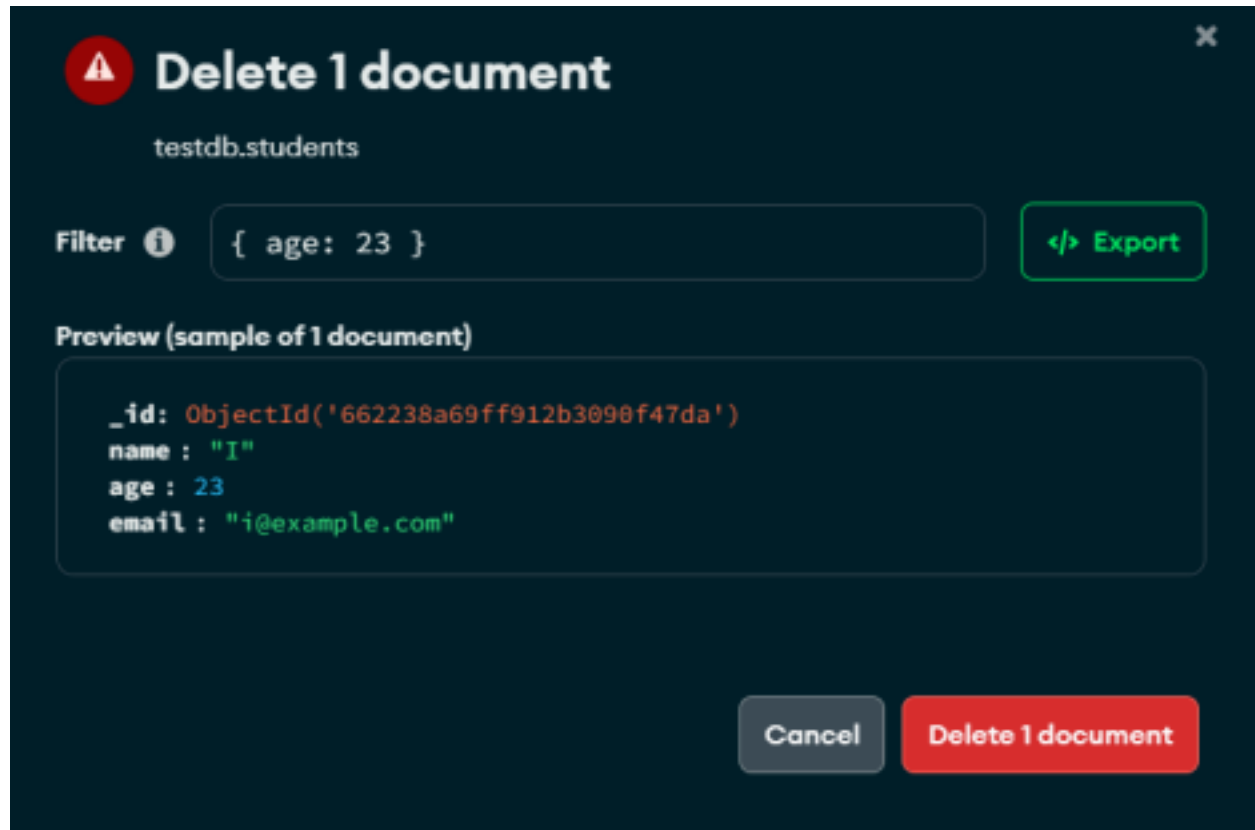 Delete 1 document
testdb.students
Filter { age: 23 } </> Export
Preview (sample of 1 document)
_id: ObjectId('662238a69ff912b3090f47da')
name : "I"
age : 23
email : "i@example.com"
Cancel Delete 1 document